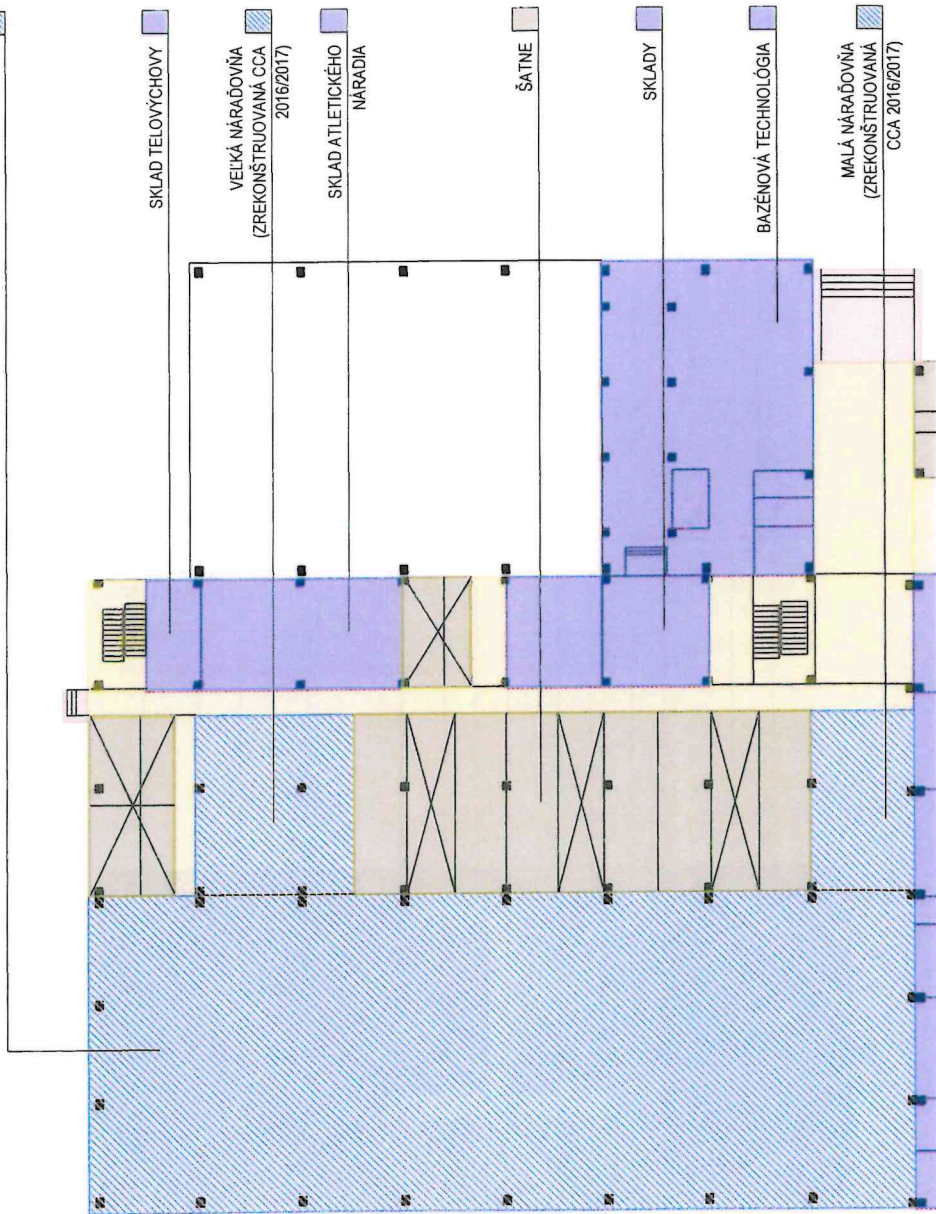 SKLAD TELOVÝCHOVY
VEĽKÁ NÁRAĎOVŇA
(ZREKONŠTRUOVANÁ CCA
2016/2017)
SKLAD ATLETICKÉHO
NÁRADIA
ŠATNE
SKLADY
BAZÉNOVÁ TECHNOLÓGIA
MALÁ NÁRAĎOVŇA
(ZREKONŠTRUOVANÁ
CCA 2016/2017)